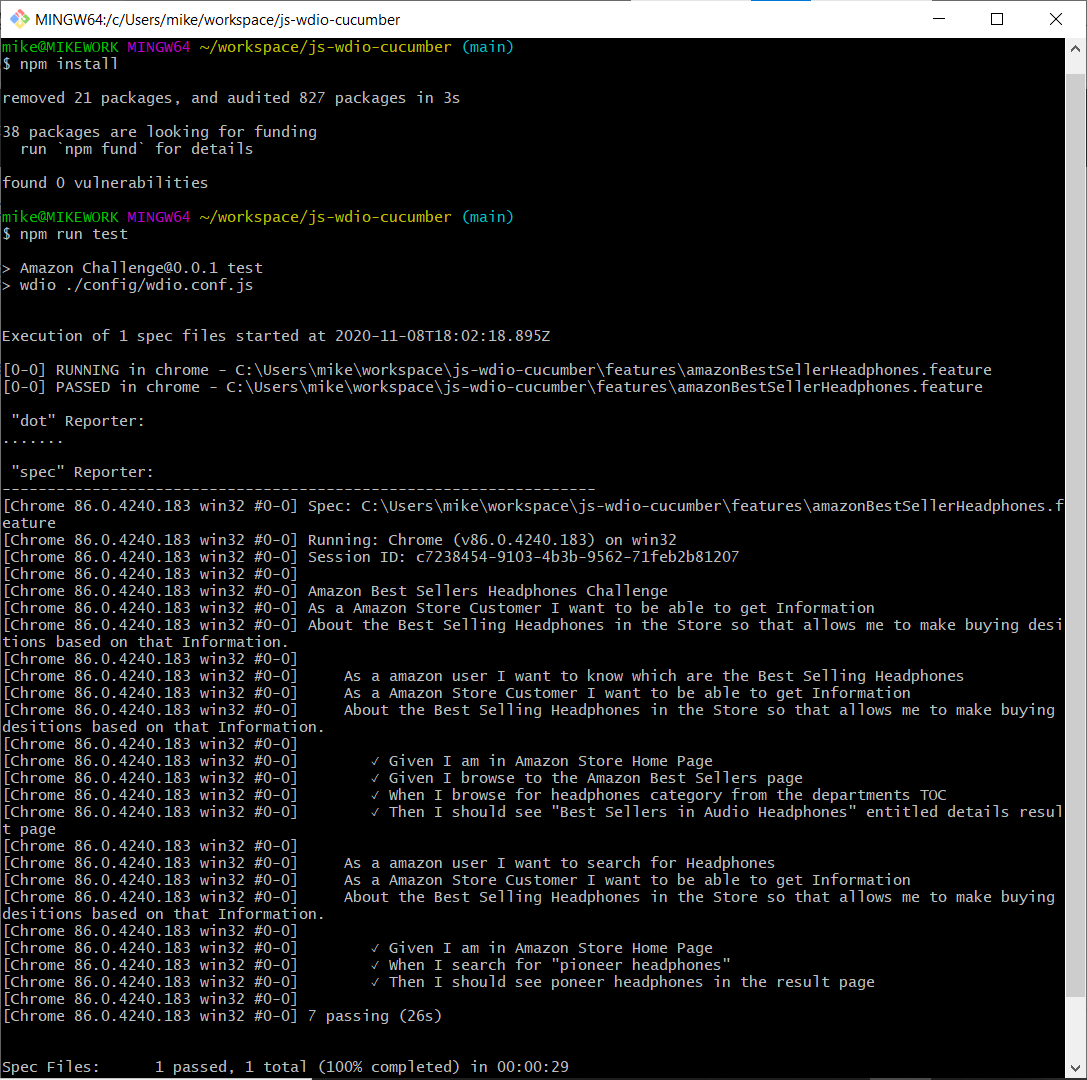 MINGW64:/c/Users/mike/workspace/js-wdio-cucumber
mike@MIKEWORK MINGW64 ~/workspace/js-wdio-cucumber (main)
$ npm install
removed 21 packages, and audited 827 packages in 3s
38 packages are looking for funding
  run `npm fund` for details
found 0 vulnerabilities
mike@MIKEWORK MINGW64 ~/workspace/js-wdio-cucumber (main)
$ npm run test
> Amazon Challenge@0.0.1 test
> wdio ./config/wdio.conf.js
Execution of 1 spec files started at 2020-11-08T18:02:18.895Z
[0-0] RUNNING in chrome - C:\Users\mike\workspace\js-wdio-cucumber\features\amazonBestSellerHeadphones.feature
[0-0] PASSED in chrome - C:\Users\mike\workspace\js-wdio-cucumber\features\amazonBestSellerHeadphones.feature
 "dot" Reporter:
.......
 "spec" Reporter:
------------------------------------------------------------------
[Chrome 86.0.4240.183 win32 #0-0] Spec: C:\Users\mike\workspace\js-wdio-cucumber\features\amazonBestSellerHeadphones.f
eature
[Chrome 86.0.4240.183 win32 #0-0] Running: Chrome (v86.0.4240.183) on win32
[Chrome 86.0.4240.183 win32 #0-0] Session ID: c7238454-9103-4b3b-9562-71feb2b81207
[Chrome 86.0.4240.183 win32 #0-0]
[Chrome 86.0.4240.183 win32 #0-0] Amazon Best Sellers Headphones Challenge
[Chrome 86.0.4240.183 win32 #0-0] As a Amazon Store Customer I want to be able to get Information
[Chrome 86.0.4240.183 win32 #0-0] About the Best Selling Headphones in the Store so that allows me to make buying desi
tions based on that Information.
[Chrome 86.0.4240.183 win32 #0-0]
[Chrome 86.0.4240.183 win32 #0-0]     As a amazon user I want to know which are the Best Selling Headphones
[Chrome 86.0.4240.183 win32 #0-0]     As a Amazon Store Customer I want to be able to get Information
[Chrome 86.0.4240.183 win32 #0-0]     About the Best Selling Headphones in the Store so that allows me to make buying
desitions based on that Information.
[Chrome 86.0.4240.183 win32 #0-0]
[Chrome 86.0.4240.183 win32 #0-0]        ✓ Given I am in Amazon Store Home Page
[Chrome 86.0.4240.183 win32 #0-0]        ✓ Given I browse to the Amazon Best Sellers page
[Chrome 86.0.4240.183 win32 #0-0]        ✓ When I browse for headphones category from the departments TOC
[Chrome 86.0.4240.183 win32 #0-0]        ✓ Then I should see "Best Sellers in Audio Headphones" entitled details resul
t page
[Chrome 86.0.4240.183 win32 #0-0]
[Chrome 86.0.4240.183 win32 #0-0]     As a amazon user I want to search for Headphones
[Chrome 86.0.4240.183 win32 #0-0]     As a Amazon Store Customer I want to be able to get Information
[Chrome 86.0.4240.183 win32 #0-0]     About the Best Selling Headphones in the Store so that allows me to make buying
desitions based on that Information.
[Chrome 86.0.4240.183 win32 #0-0]
[Chrome 86.0.4240.183 win32 #0-0]        ✓ Given I am in Amazon Store Home Page
[Chrome 86.0.4240.183 win32 #0-0]        ✓ When I search for "pioneer headphones"
[Chrome 86.0.4240.183 win32 #0-0]        ✓ Then I should see poneer headphones in the result page
[Chrome 86.0.4240.183 win32 #0-0]
[Chrome 86.0.4240.183 win32 #0-0] 7 passing (26s)
Spec Files:      1 passed, 1 total (100% completed) in 00:00:29